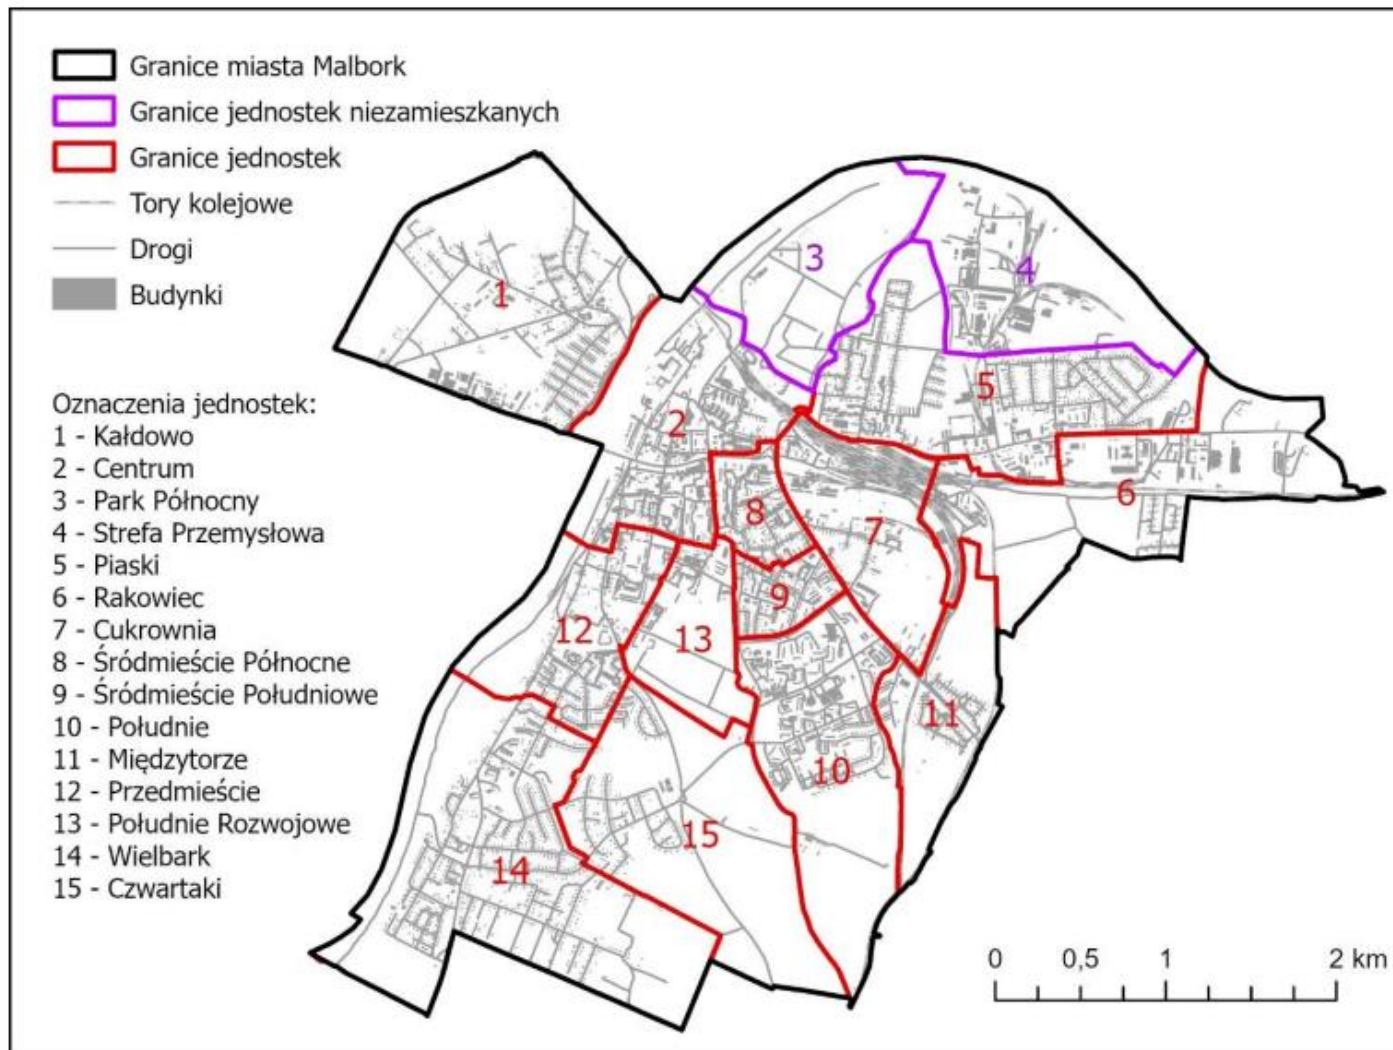 Granice miasta Malbork
Granice jednostek niezamieszkanych
Granice jednostek
Tory kolejowe
Drogi
Budynki
Oznaczenia jednostek:
1 - Kałdowo
2 - Centrum
3 - Park Północny
4 - Strefa Przemysłowa
5 - Piaski
6 - Rakowiec
7 - Cukrownia
8 - Śródmieście Północne
9 - Śródmieście Południowe
10 - Południe
11 - Międzytorze
12 - Przedmieście
13 - Południe Rozwojowe
14 - Wielbark
15 - Czwartaki
3
4
1
5
2
6
8
7
9
12
13
11
10
15
14
0 0,5 1 2 km